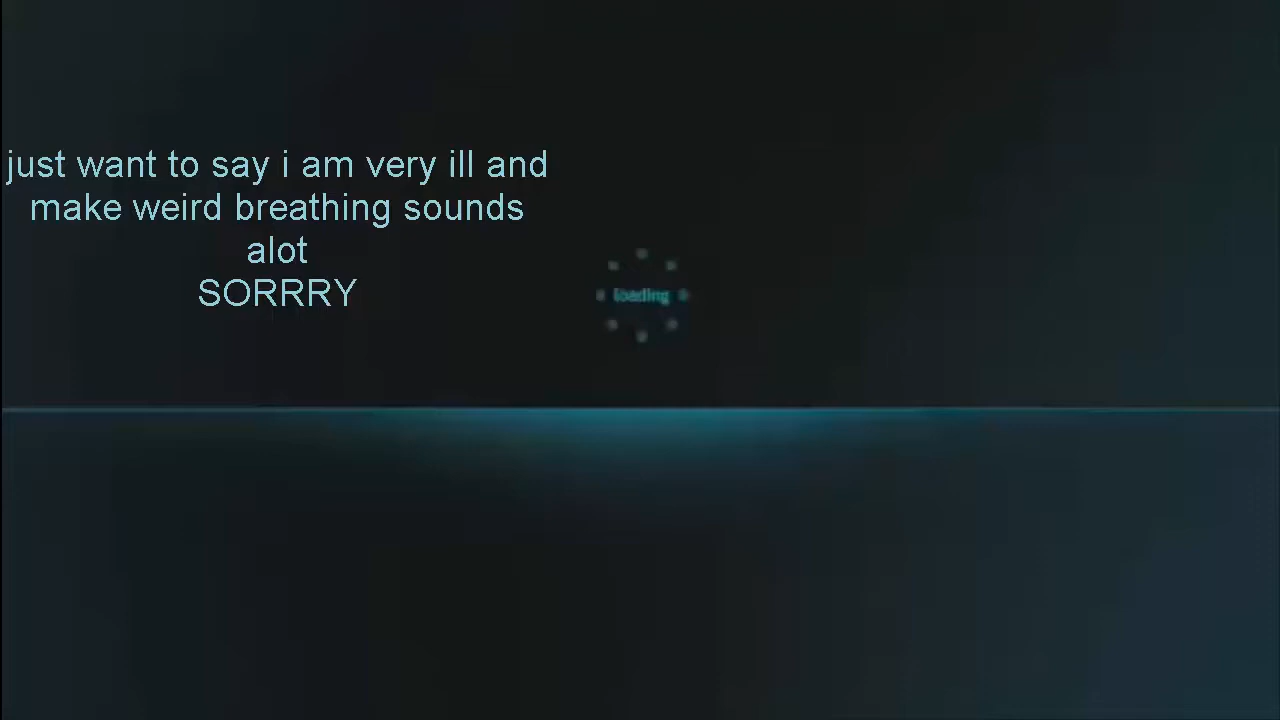 just want to say i am very ill and
make weird breathing sounds
alot
SORRRY
loading